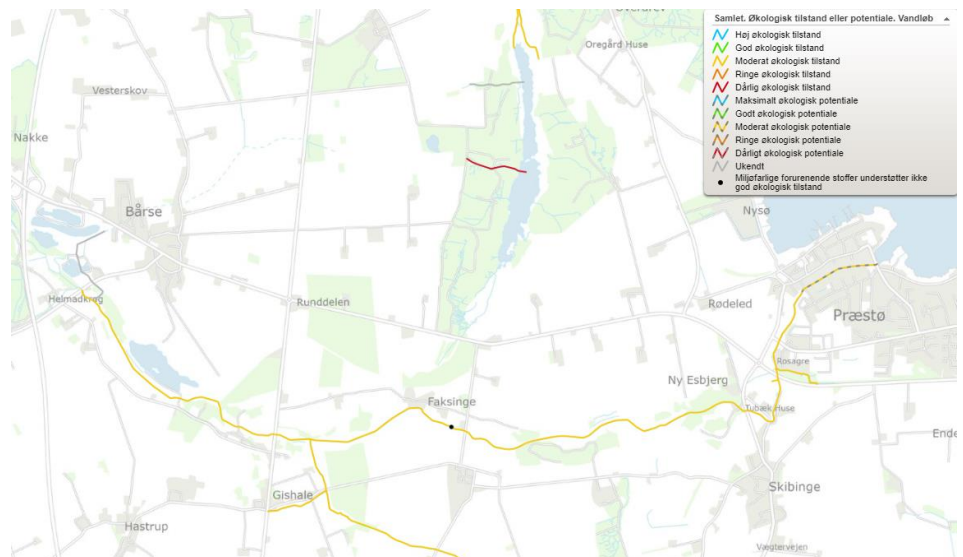 Overdrev
Samlet. Økologisk tilstand eller potentiale. Vandløb
Høj økologisk tilstand
God økologisk tilstand
Moderat økologisk tilstand
Ringe økologisk tilstand
Dårlig økologisk tilstand
Maksimalt økologisk potentiale
Godt økologisk potentiale
Moderat økologisk potentiale
Ringe økologisk potentiale
Dårligt økologisk potentiale
Ukendt
Miljøfarlige forurenende stoffer understøtter ikke
god økologisk tilstand
Oregård Huse
Vesterskov
Nakke
Bårse
Nysø
Helmadkrog
Runddelen
Rødeled
Præstø
Rosagre
Ny Esbjerg
Faksinge
Tubæk Huse
Ende
Skibinge
Gishale
Hastrup
Vægtervejen